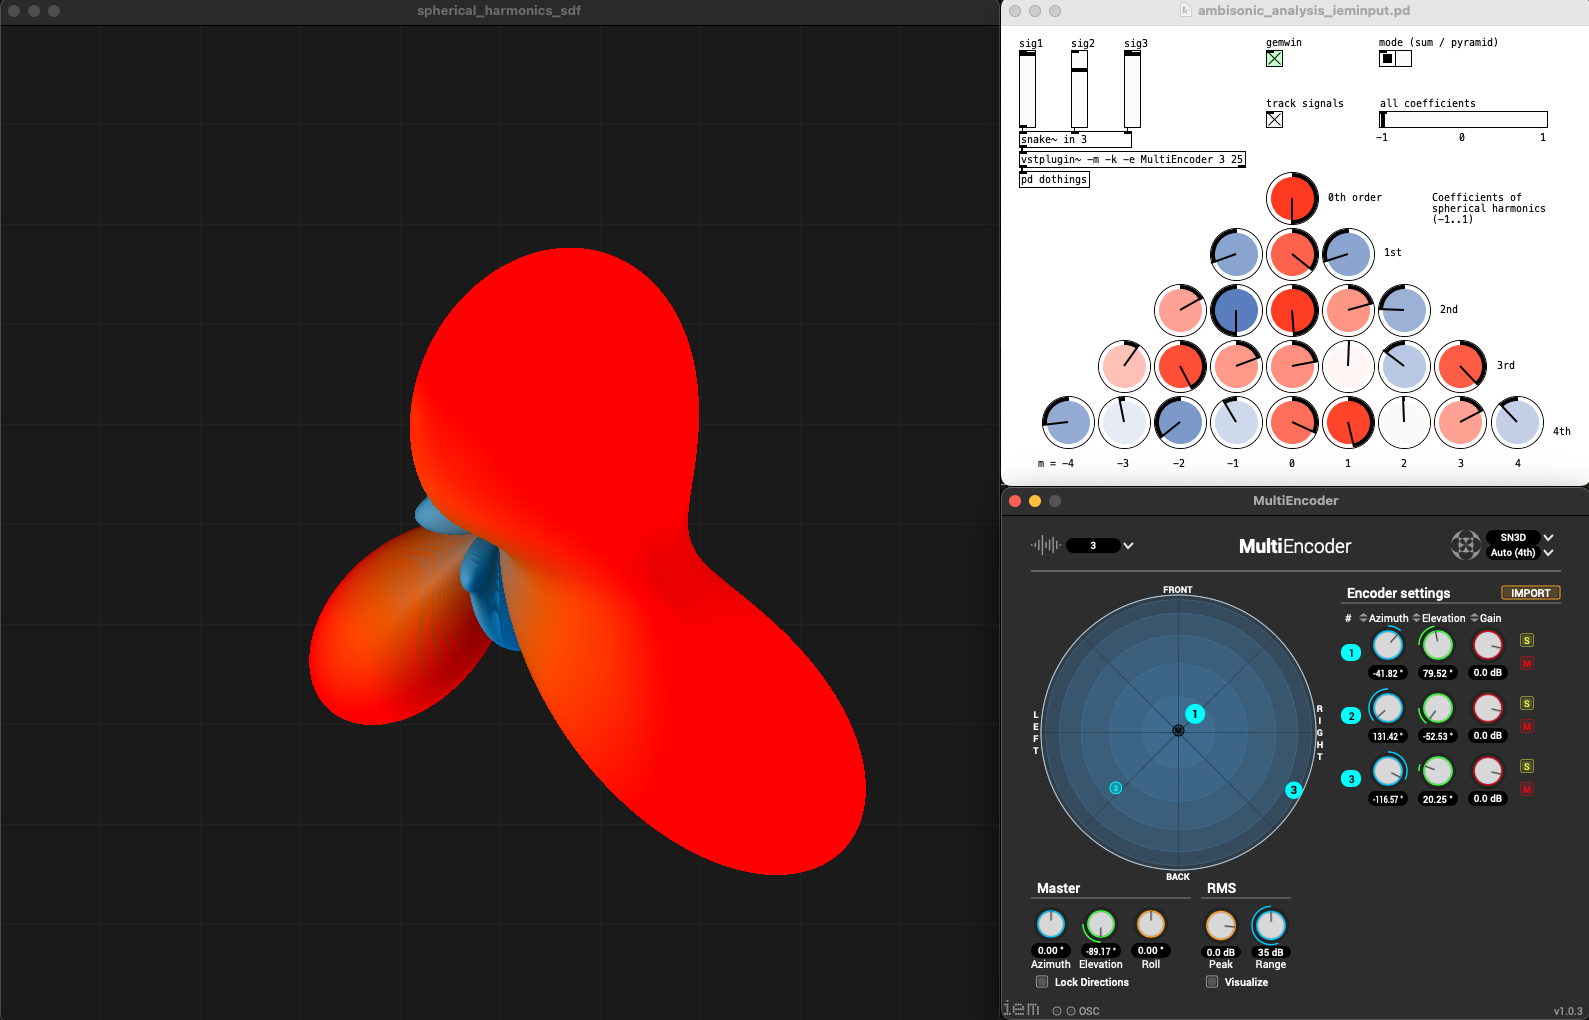 spherical_harmonics_sdf
ambisonic_analysis_ieminput.pd
sig1 sig2 sig3 gemwin mode (sum / pyramid)
track signals all coefficients
-1 0 1
snake~ in 3
vstplugin~ -m -k -e MultiEncoder 3 25
pd dothings
0th order
Coefficients of
spherical harmonics
(-1..1)
1st
2nd
3rd
4th
m = -4 -3 -2 -1 0 1 2 3 4
MultiEncoder
3
MultiEncoder
SN3D
Auto (4th)
FRONT
LEFT
RIGHT
BACK
1
2
3
Encoder settings IMPORT
# Azimuth Elevation Gain
1 S
M
-41.82 ° 79.52 ° 0.0 dB
2 S
M
131.42 ° -52.53 ° 0.0 dB
3 S
M
-116.57 ° 20.25 ° 0.0 dB
Master RMS
0.00 ° -89.17 ° 0.00 ° 0.0 dB 35 dB
Azimuth Elevation Roll Peak Range
Lock Directions Visualize
iem OSC v1.0.3